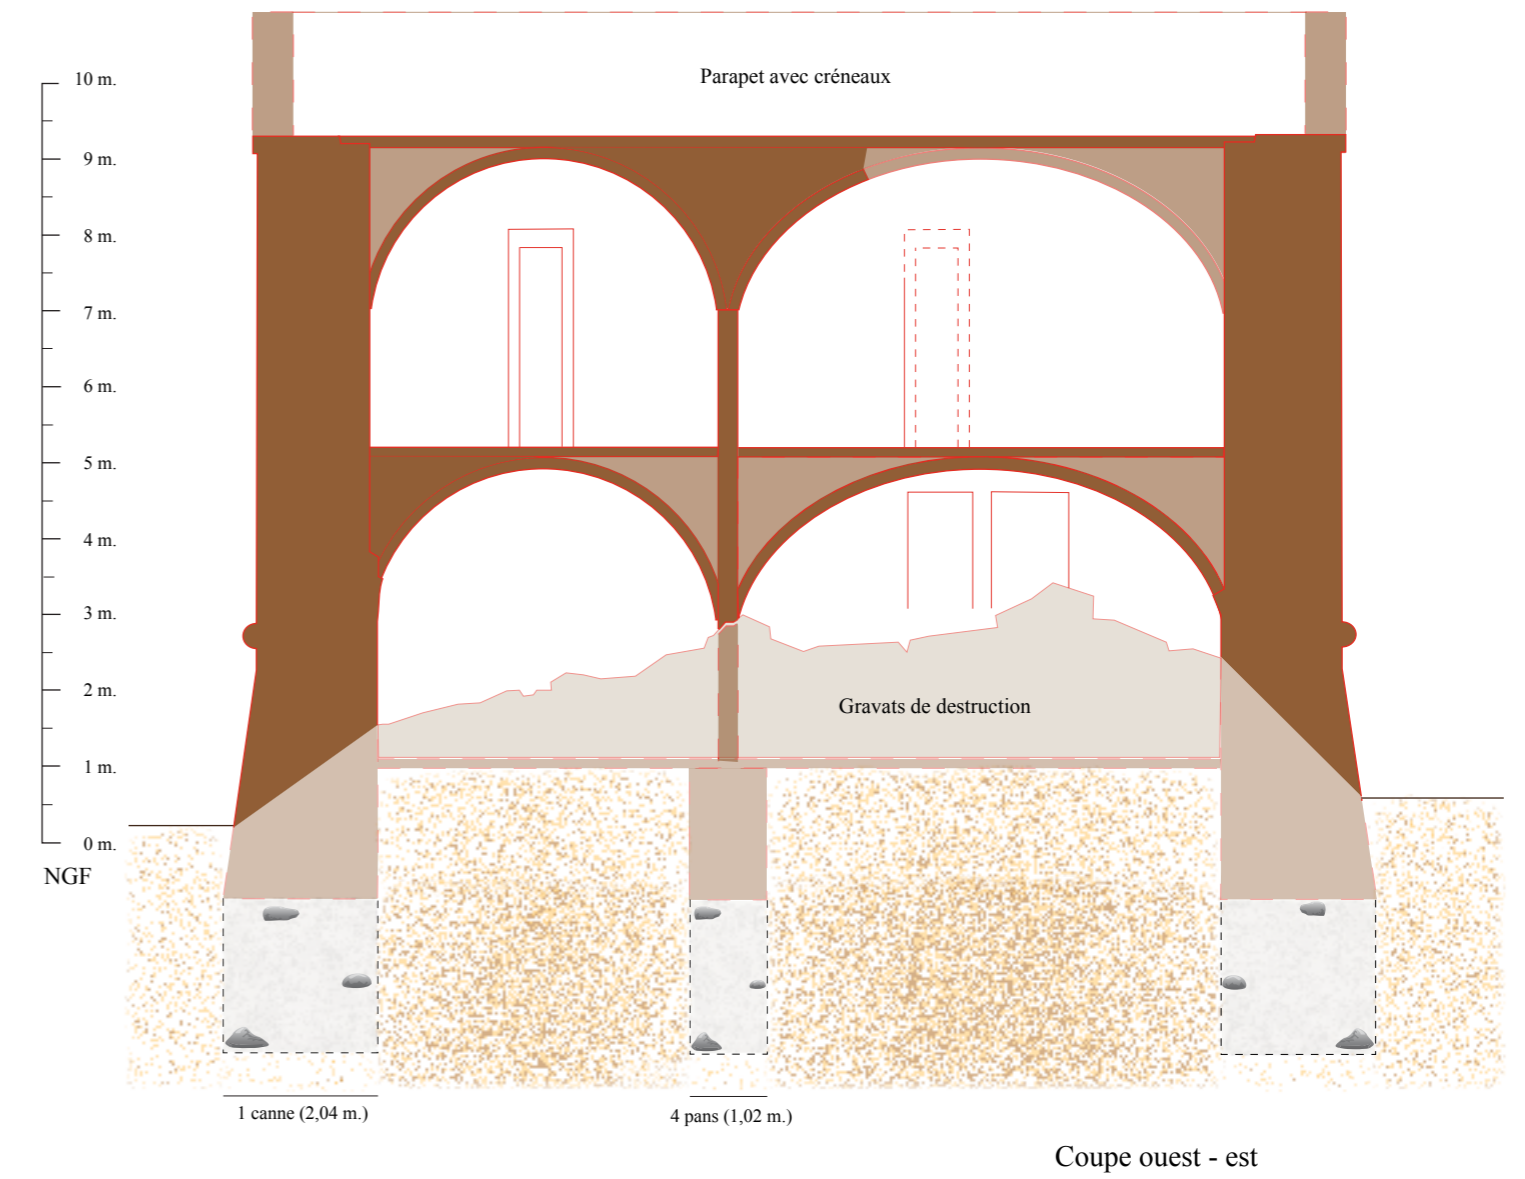 Parapet avec créneaux
10 m.
9 m.
8 m.
7 m.
6 m.
5 m.
4 m.
3 m.
2 m.
1 m.
0 m.
NGF
Gravats de destruction
1 canne (2,04 m.)
4 pans (1,02 m.)
Coupe ouest - est